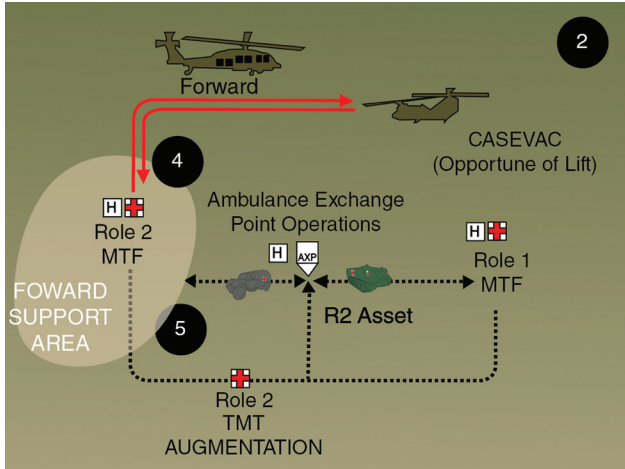 2
Forward
CASEVAC
(Opportune of Lift)
4
Ambulance Exchange
Point Operations
H
Role 2
MTF
H
AXP
H
Role 1
MTF
FOWARD
SUPPORT
AREA
5
R2 Asset
Role 2
TMT
AUGMENTATION